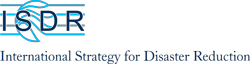 ISDR
International Strategy for Disaster Reduction